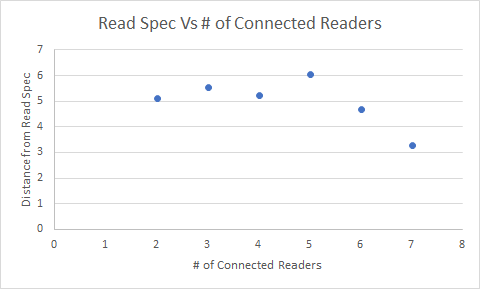 Read Spec Vs # of Connected Readers
Distance from Read Spec
7
6
5
4
3
2
1
0
0 1 2 3 4 5 6 7 8
# of Connected Readers